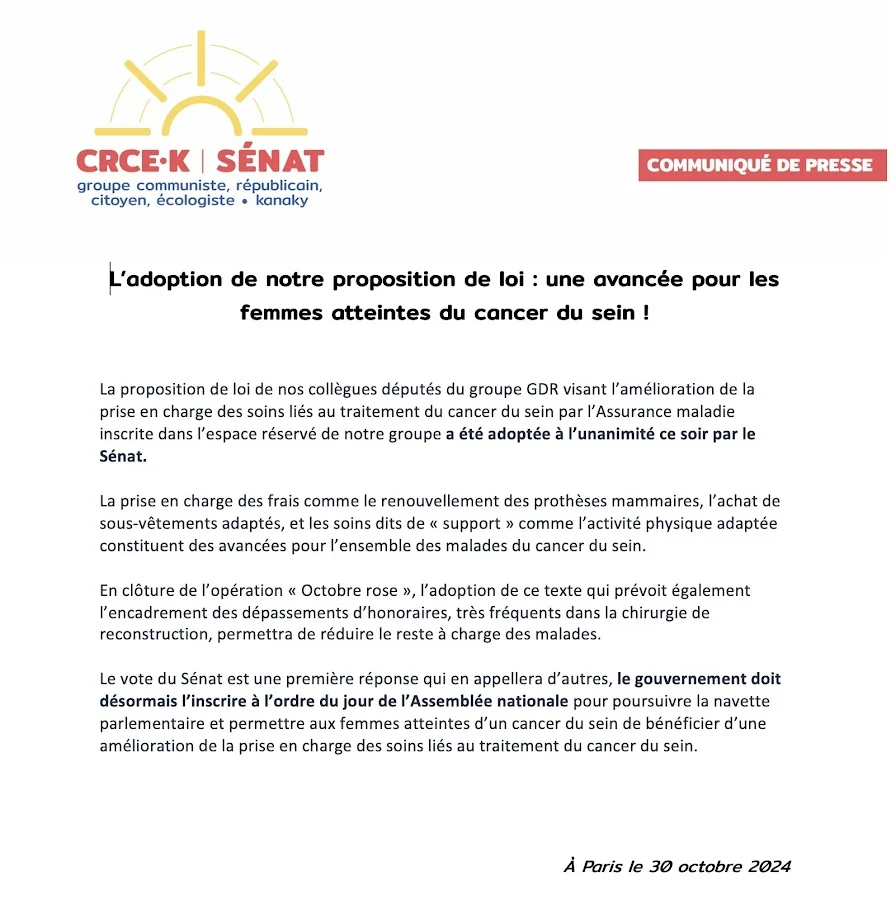 CRCE•K | SÉNAT
groupe communiste, républicain,
citoyen, écologiste • kanaky
COMMUNIQUÉ DE PRESSE
L’adoption de notre proposition de loi : une avancée pour les
femmes atteintes du cancer du sein !
La proposition de loi de nos collègues députés du groupe GDR visant l’amélioration de la
prise en charge des soins liés au traitement du cancer du sein par l’Assurance maladie
inscrite dans l’espace réservé de notre groupe a été adoptée à l’unanimité ce soir par le
Sénat.
La prise en charge des frais comme le renouvellement des prothèses mammaires, l’achat de
sous-vêtements adaptés, et les soins dits de « support » comme l’activité physique adaptée
constituent des avancées pour l’ensemble des malades du cancer du sein.
En clôture de l’opération « Octobre rose », l’adoption de ce texte qui prévoit également
l’encadrement des dépassements d’honoraires, très fréquents dans la chirurgie de
reconstruction, permettra de réduire le reste à charge des malades.
Le vote du Sénat est une première réponse qui en appellera d’autres, le gouvernement doit
désormais l’inscrire à l’ordre du jour de l’Assemblée nationale pour poursuivre la navette
parlementaire et permettre aux femmes atteintes d’un cancer du sein de bénéficier d’une
amélioration de la prise en charge des soins liés au traitement du cancer du sein.
À Paris le 30 octobre 2024